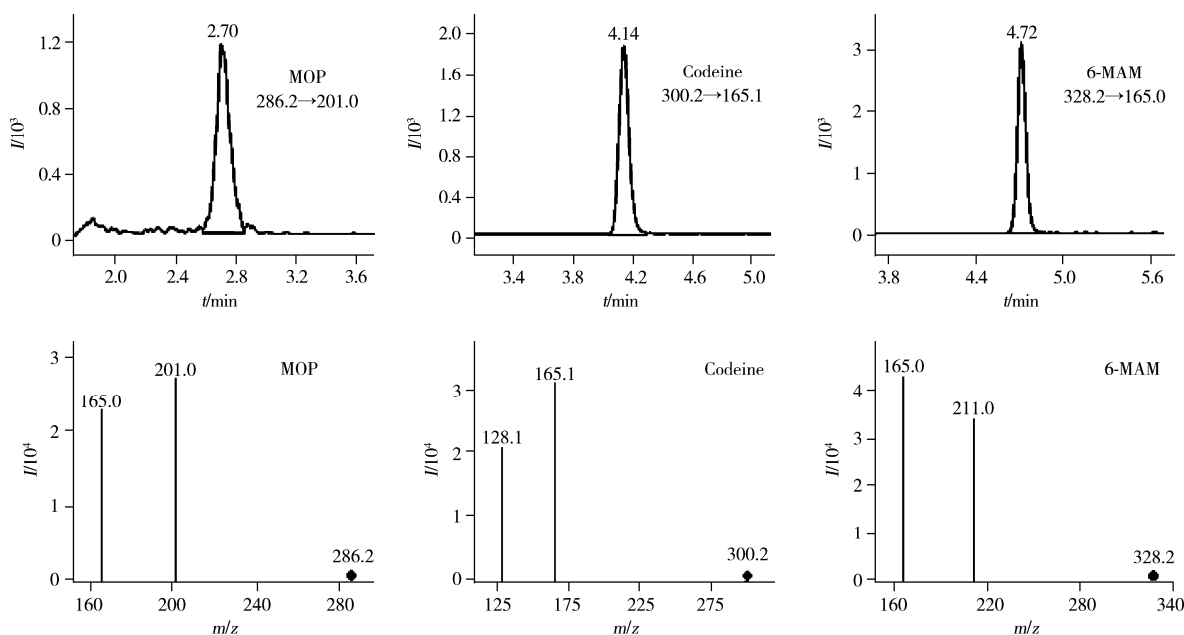 2.70
MOP
286.2→201.0
I/10³
1.2
0.8
0.4
0
2.0 2.4 2.8 3.2 3.6
t/min
4.14
Codeine
300.2→165.1
I/10³
2.0
1.6
1.2
0.8
0.4
0
3.4 3.8 4.2 4.6 5.0
t/min
4.72
6-MAM
328.2→165.0
I/10³
3
2
1
0
3.8 4.4 5.0 5.6
t/min
MOP
165.0
201.0
286.2
I/10⁴
3
2
1
0
160 200 240 280
m/z
Codeine
128.1
165.1
300.2
I/10⁴
3
2
1
0
125 175 225 275
m/z
6-MAM
165.0
211.0
328.2
I/10⁴
4
3
2
1
0
160 220 280 340
m/z